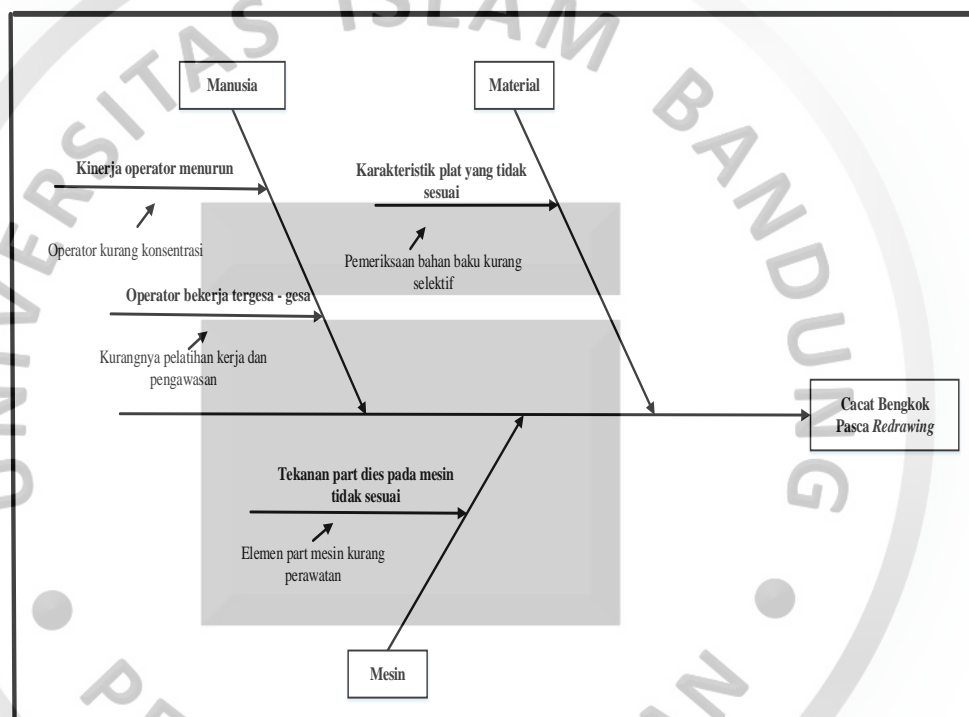 UNIVERSITAS ISLAM BANDUNG
Manusia
Material
Kinerja operator menurun
Karakteristik plat yang tidak
sesuai
Operator kurang konsentrasi
Pemeriksaan bahan baku kurang
selektif
Operator bekerja tergesa - gesa
Kurangnya pelatihan kerja dan
pengawasan
Cacat Bengkok
Pasca Redrawing
Tekanan part dies pada mesin
tidak sesuai
Elemen part mesin kurang
perawatan
Mesin